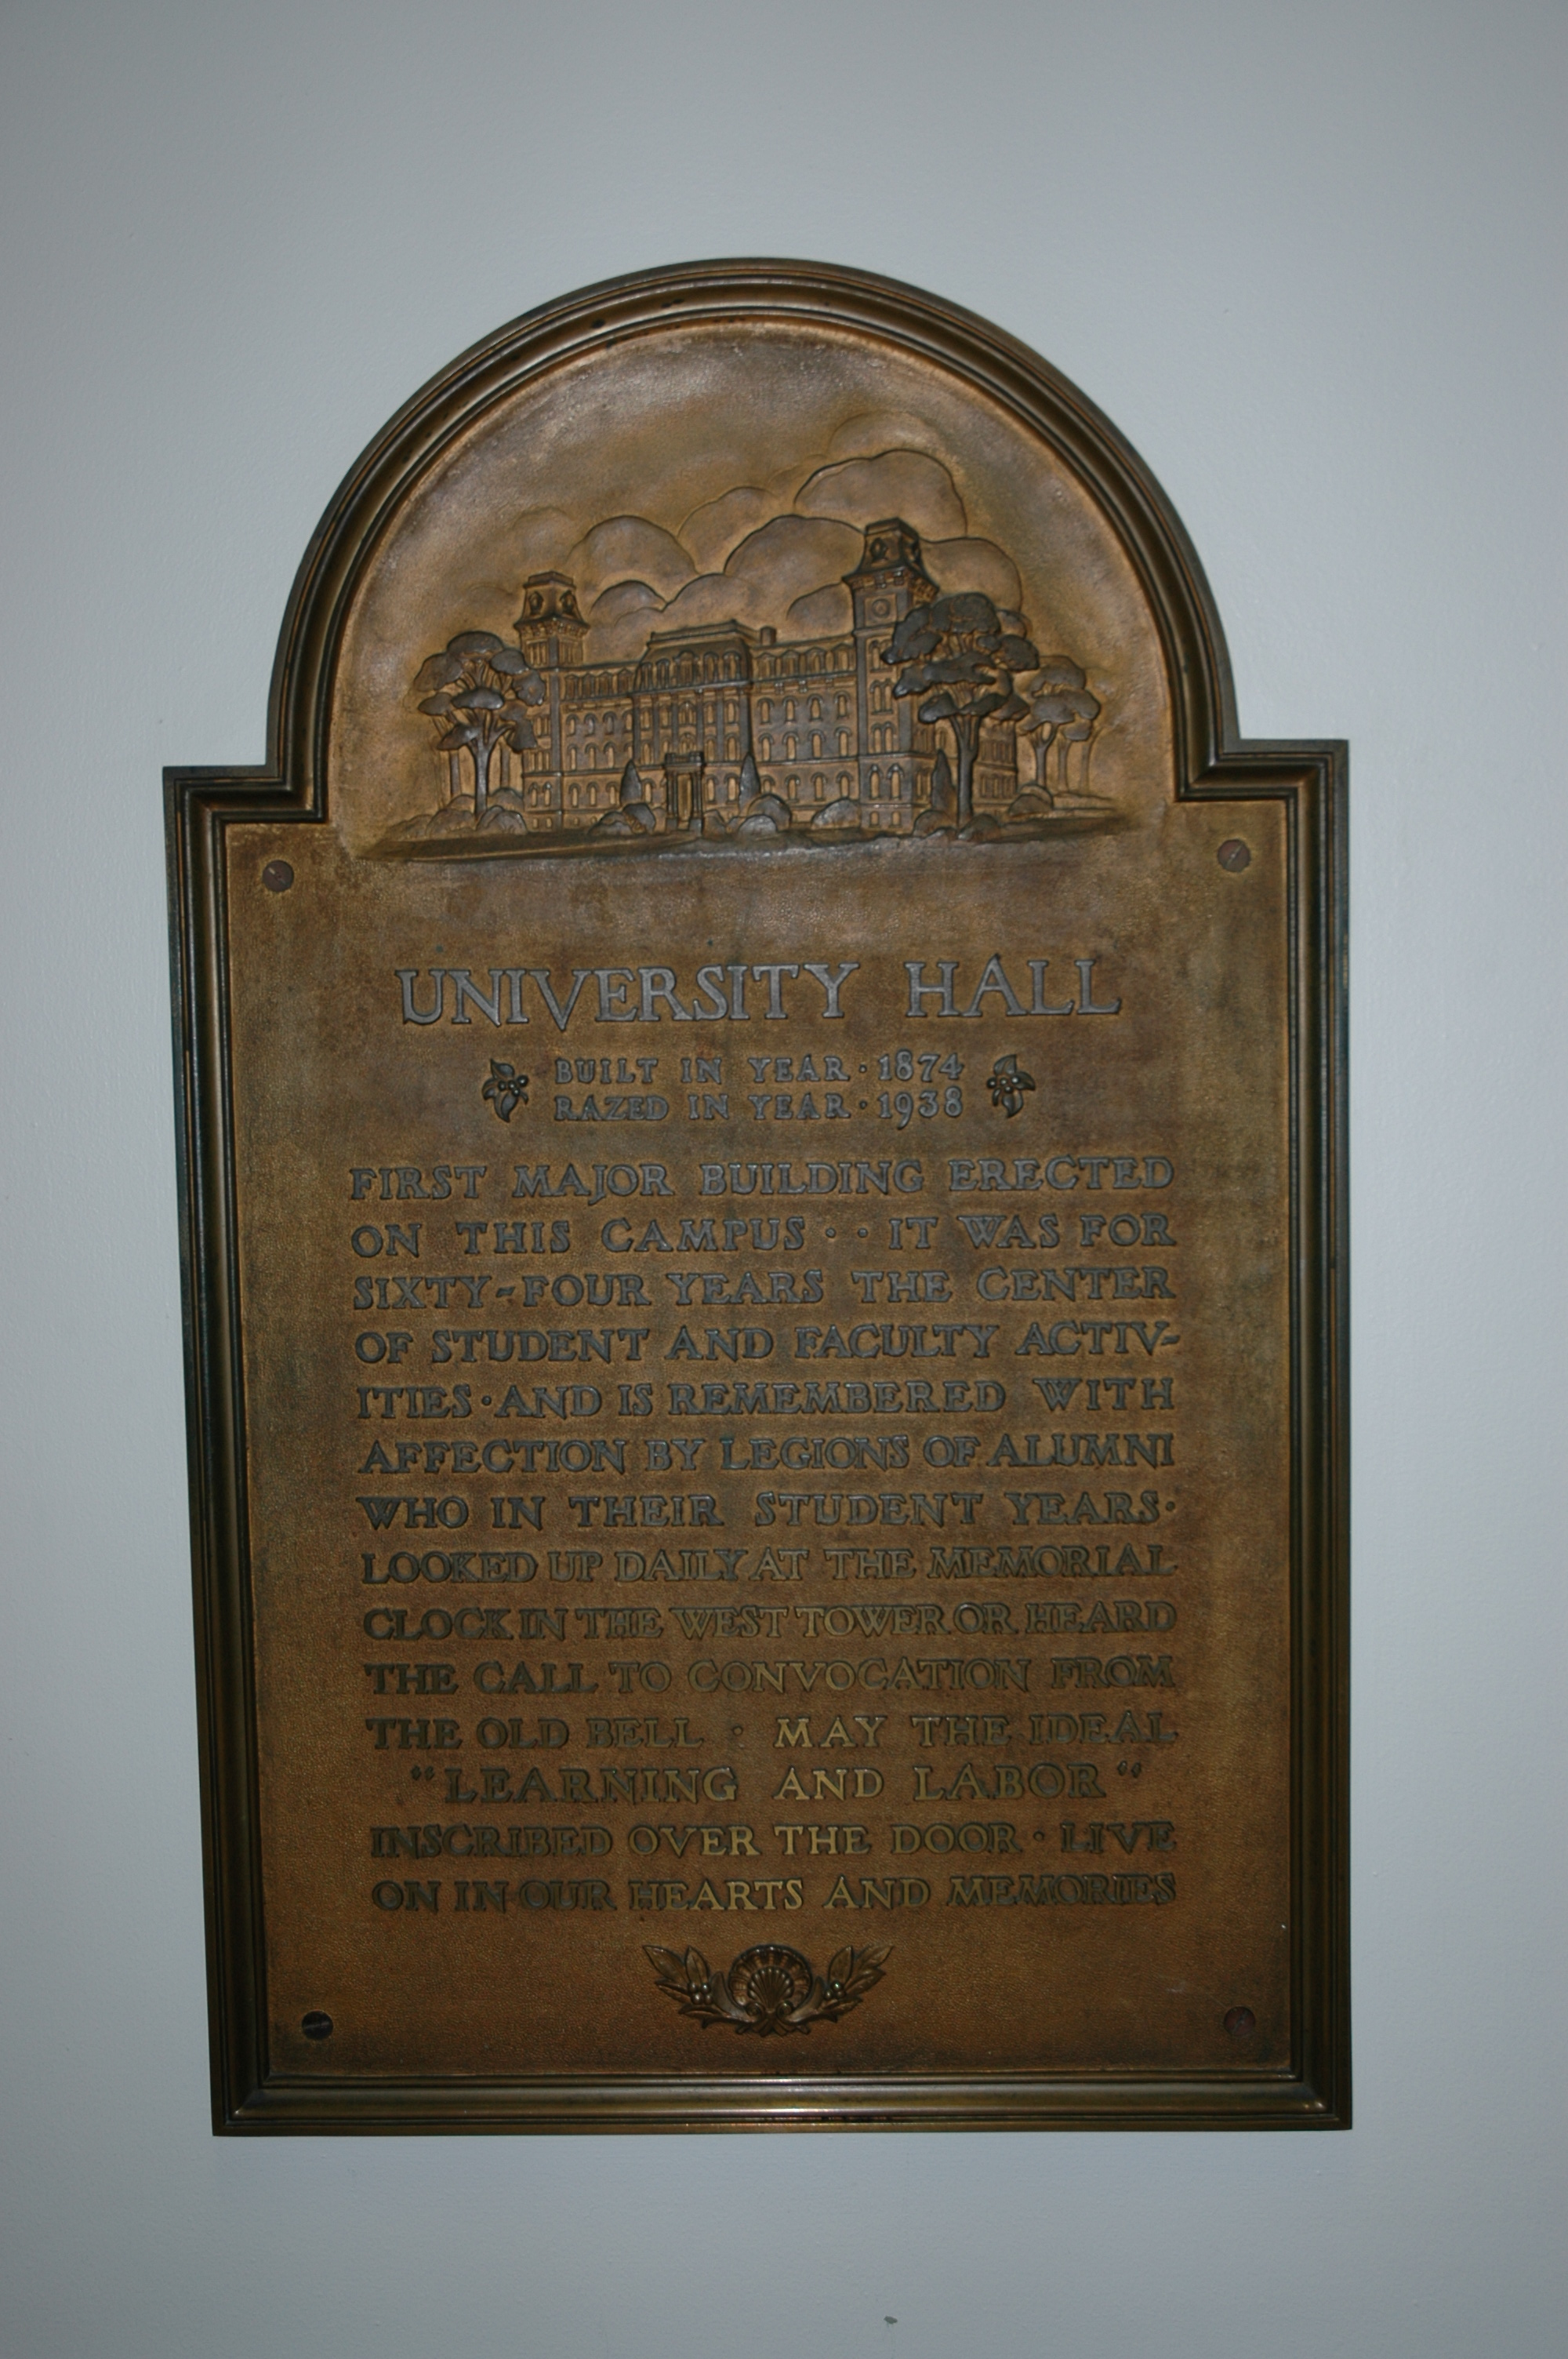 UNIVERSITY HALL
BUILT IN YEAR · 1874
RAZED IN YEAR · 1938
FIRST MAJOR BUILDING ERECTED
ON THIS CAMPUS · · IT WAS FOR
SIXTY-FOUR YEARS THE CENTER
OF STUDENT AND FACULTY ACTIV-
ITIES · AND IS REMEMBERED WITH
AFFECTION BY LEGIONS OF ALUMNI
WHO IN THEIR STUDENT YEARS ·
LOOKED UP DAILY AT THE MEMORIAL
CLOCK IN THE WEST TOWER OR HEARD
THE CALL TO CONVOCATION FROM
THE OLD BELL · MAY THE IDEAL
“LEARNING AND LABOR“
INSCRIBED OVER THE DOOR · LIVE
ON IN OUR HEARTS AND MEMORIES